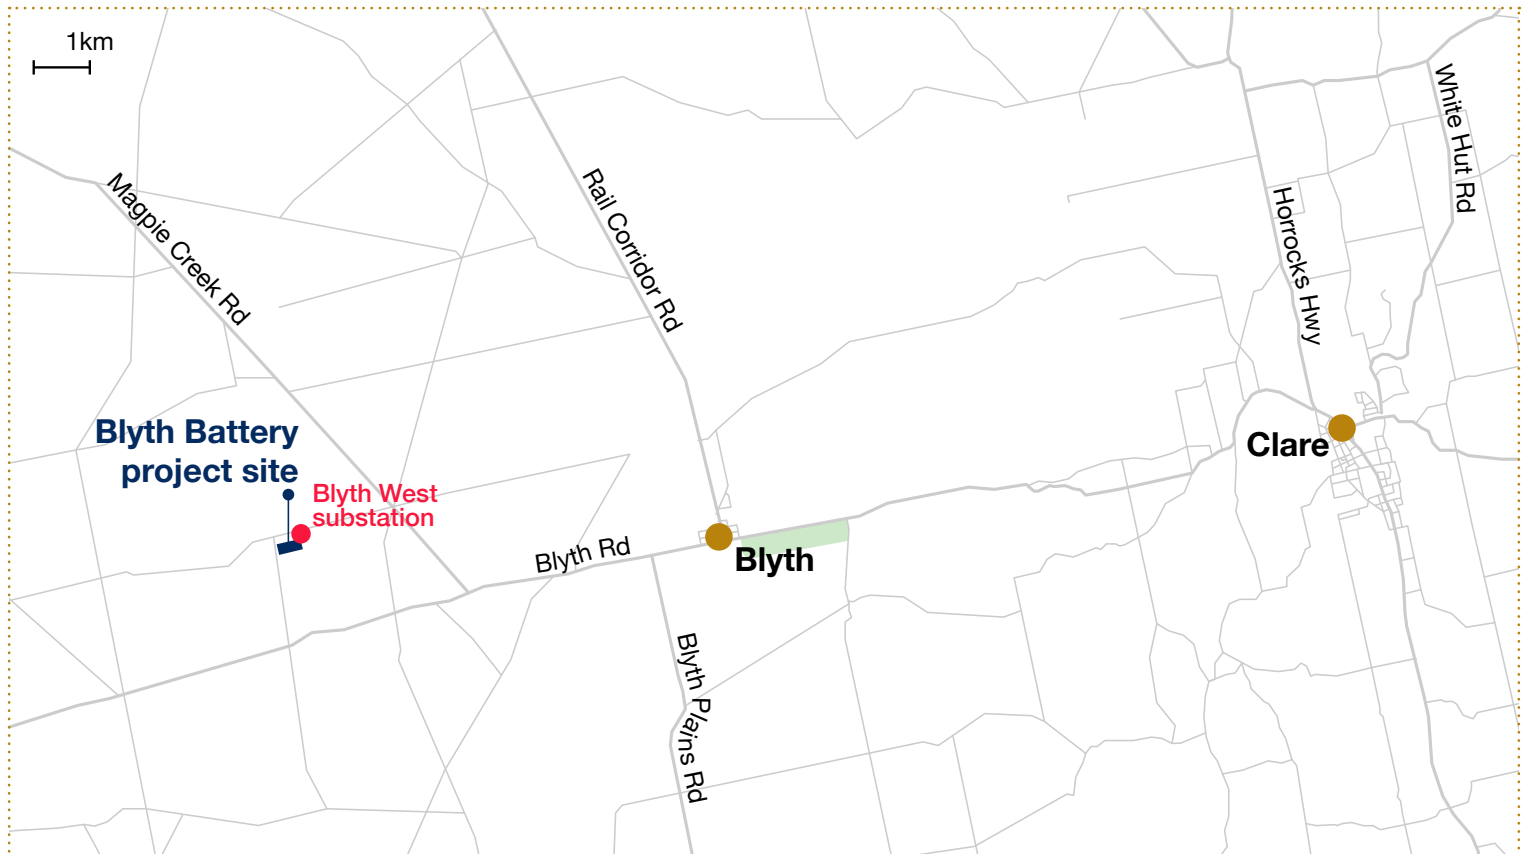 1km
White Hut Rd
Magpie Creek Rd
Rail Corridor Rd
Horrocks Hwy
Blyth Battery
project site
Clare
Blyth West
substation
Blyth Rd
Blyth
Blyth Plains Rd